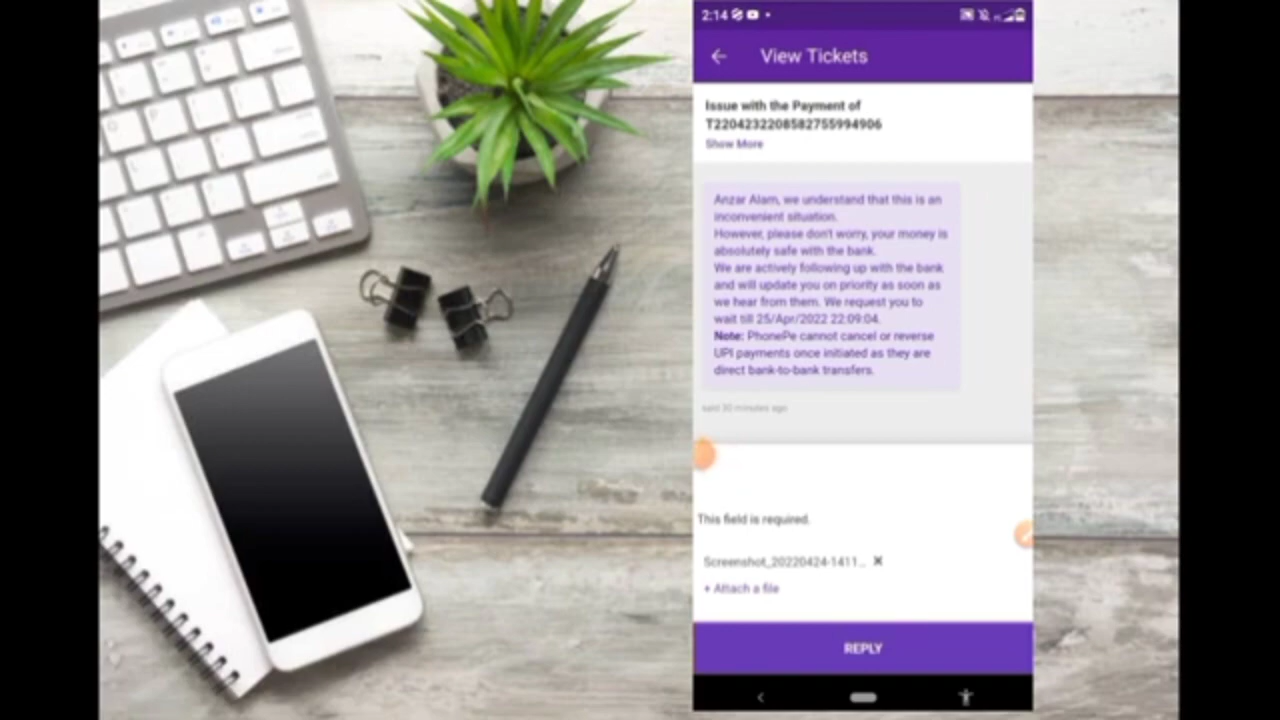 2:14
View Tickets
Issue with the Payment of
T2204232208582755994906
Show More
Anzar Alam, we understand that this is an
inconvenient situation.
However, please don't worry, your money is
absolutely safe with the bank.
We are actively following up with the bank
and will update you on priority as soon as
we hear from them. We request you to
wait till 25/Apr/2022 22:09:04.
Note: PhonePe cannot cancel or reverse
UPI payments once initiated as they are
direct bank-to-bank transfers.
said 30 minutes ago
This field is required.
Screenshot_20220424-1411...
+ Attach a file
REPLY